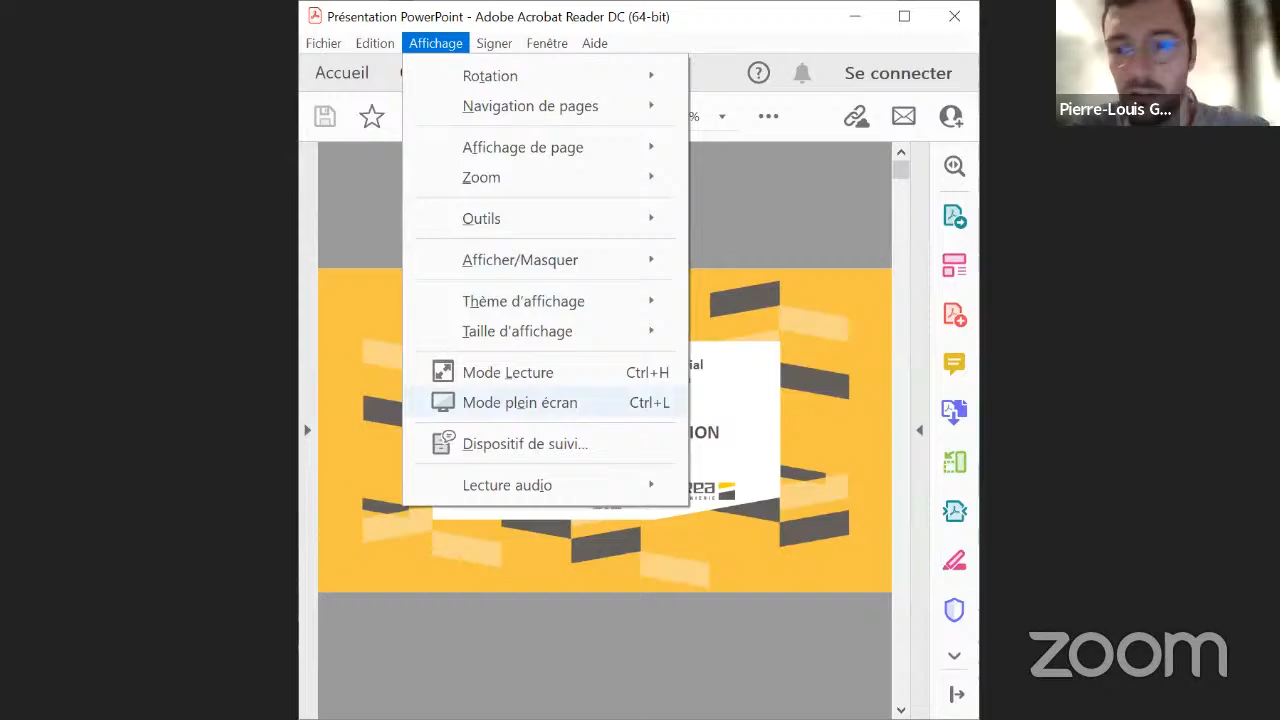 Présentation PowerPoint - Adobe Acrobat Reader DC (64-bit)
Fichier Edition Affichage Signer Fenêtre Aide
Accueil
Se connecter
%
Rotation
Navigation de pages
Affichage de page
Zoom
Outils
Afficher/Masquer
Thème d'affichage
Taille d'affichage
Mode Lecture Ctrl+H
Mode plein écran Ctrl+L
Dispositif de suivi...
Lecture audio
ial
ION
rea
Pierre-Louis G...
zoom